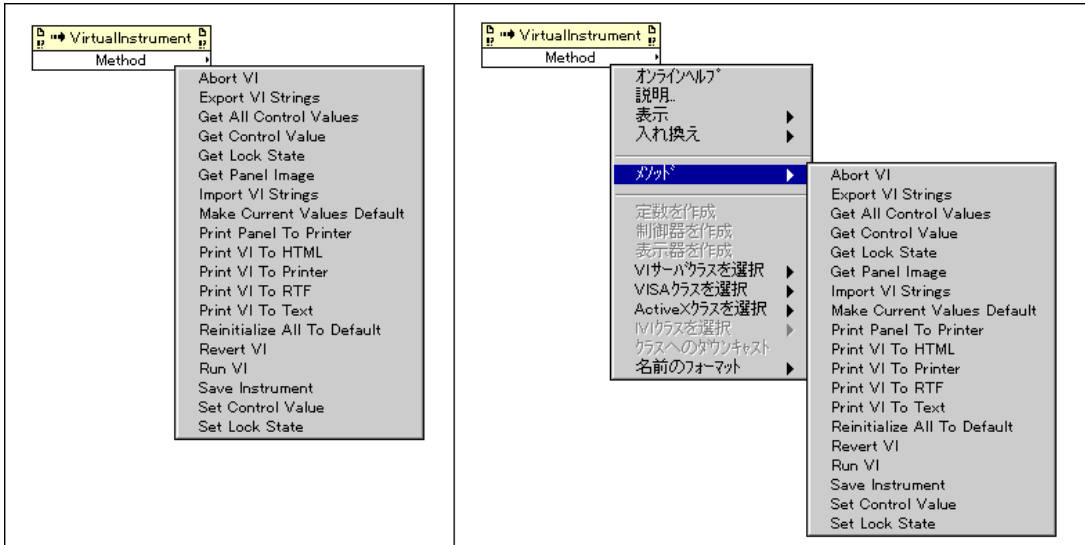 VirtualInstrument
Method
Abort VI
Export VI Strings
Get All Control Values
Get Control Value
Get Lock State
Get Panel Image
Import VI Strings
Make Current Values Default
Print Panel To Printer
Print VI To HTML
Print VI To Printer
Print VI To RTF
Print VI To Text
Reinitialize All To Default
Revert VI
Run VI
Save Instrument
Set Control Value
Set Lock State
VirtualInstrument
Method
オンラインヘルプ
説明...
表示
入れ換え
メソッド
定数を作成
制御器を作成
表示器を作成
VIサーバクラスを選択
VISAクラスを選択
ActiveXクラスを選択
IVIクラスを選択
クラスへのダウンキャスト
名前のフォーマット
Abort VI
Export VI Strings
Get All Control Values
Get Control Value
Get Lock State
Get Panel Image
Import VI Strings
Make Current Values Default
Print Panel To Printer
Print VI To HTML
Print VI To Printer
Print VI To RTF
Print VI To Text
Reinitialize All To Default
Revert VI
Run VI
Save Instrument
Set Control Value
Set Lock State